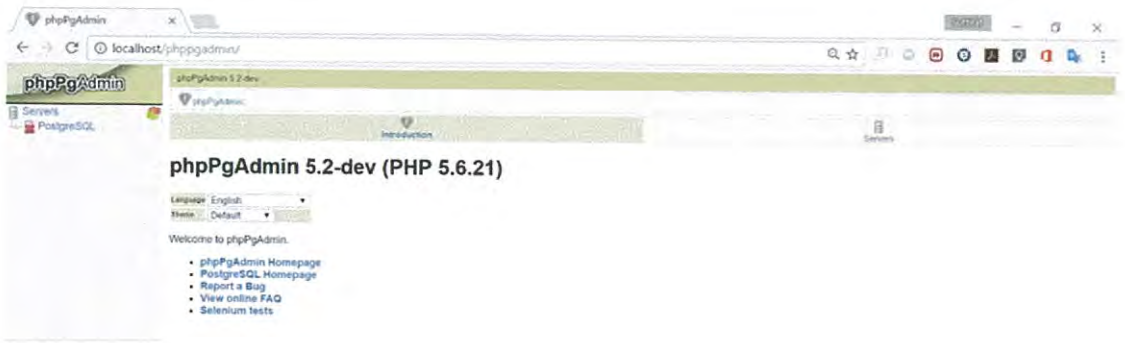 phpPgAdmin
localhost/phppgadmin/
phpPgAdmin
Servers
PostgreSQL
phpPgAdmin 5.2-dev
phpPgAdmin:
Introduction
Servers
phpPgAdmin 5.2-dev (PHP 5.6.21)
Language English
Theme Default
Welcome to phpPgAdmin.
• phpPgAdmin Homepage
• PostgreSQL Homepage
• Report a Bug
• View online FAQ
• Selenium tests